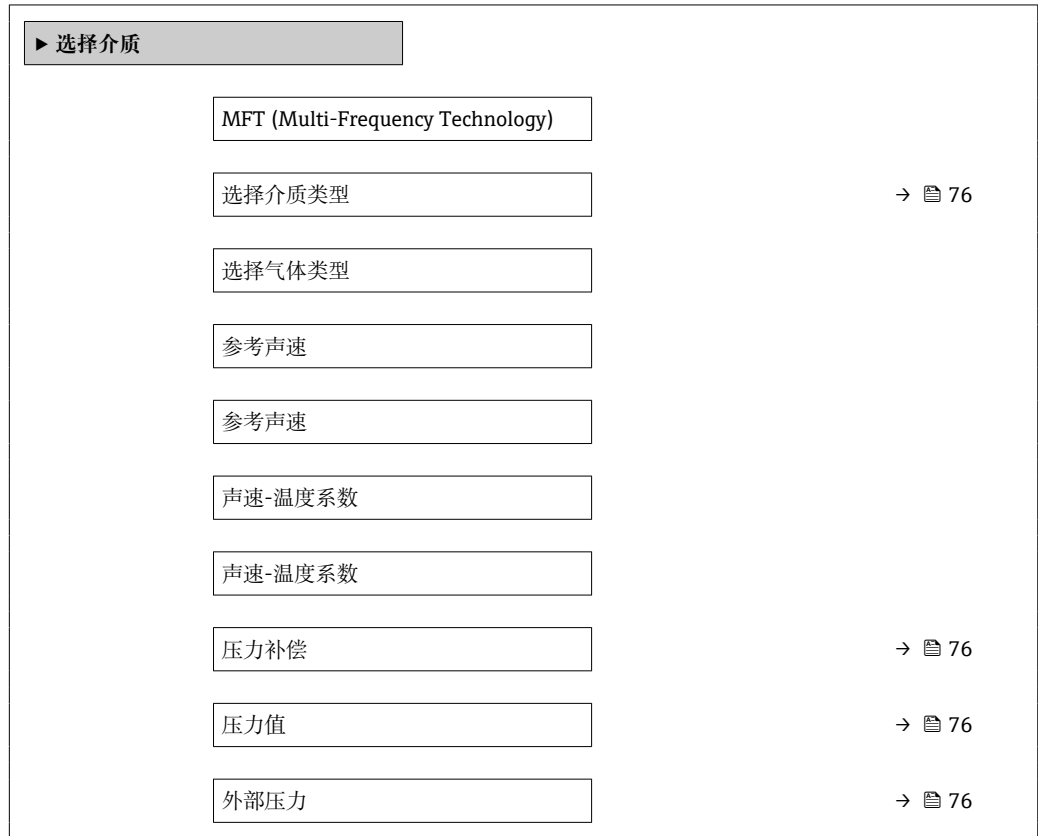 ▶ 选择介质
MFT (Multi-Frequency Technology)
选择介质类型 → 76
选择气体类型
参考声速
参考声速
声速-温度系数
声速-温度系数
压力补偿 → 76
压力值 → 76
外部压力 → 76